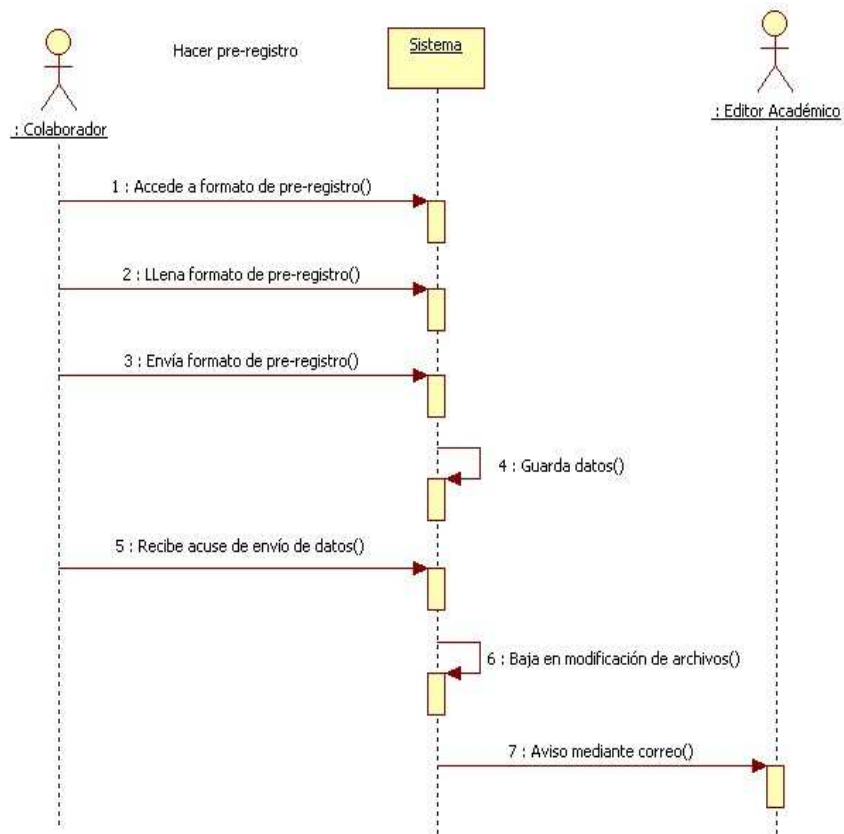 Hacer pre-registro
Sistema
: Colaborador
: Editor Académico
1 : Accede a formato de pre-registro()
2 : LLena formato de pre-registro()
3 : Envía formato de pre-registro()
4 : Guarda datos()
5 : Recibe acuse de envío de datos()
6 : Baja en modificación de archivos()
7 : Aviso mediante correo()